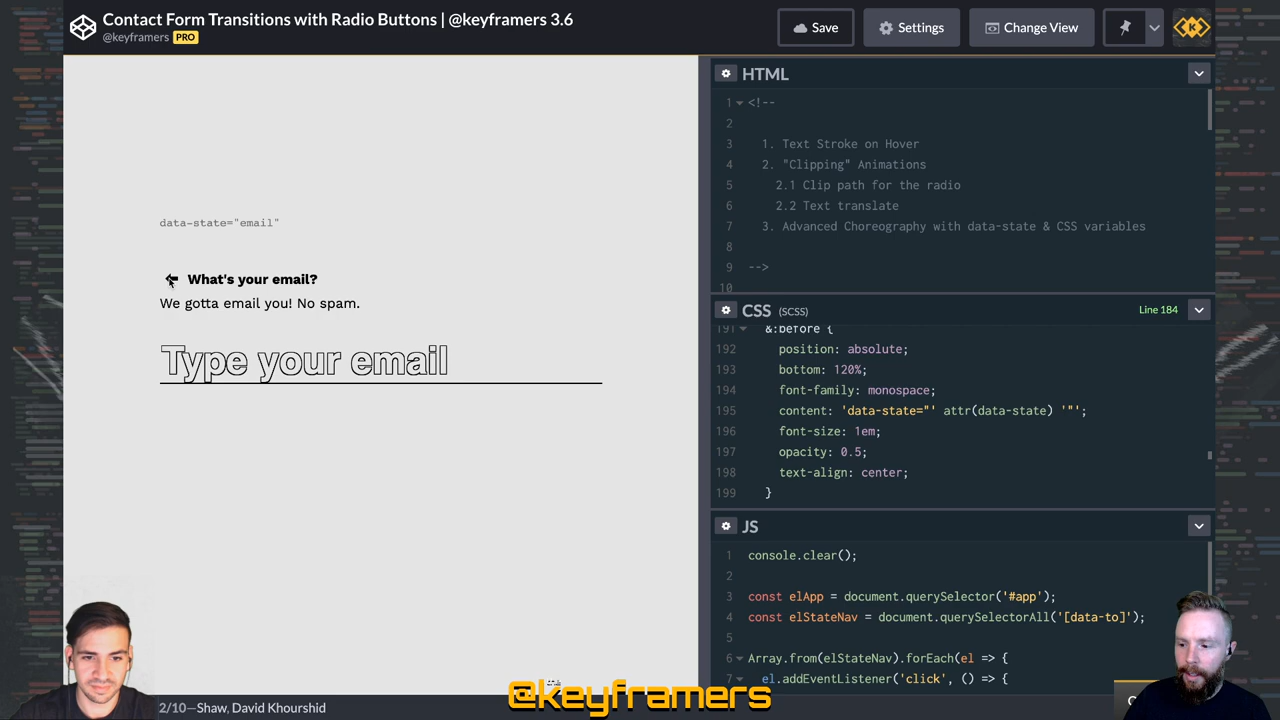 Contact Form Transitions with Radio Buttons | @keyframers 3.6
@keyframers PRO
Save
Settings
Change View
data-state="email"
What's your email?
We gotta email you! No spam.
Type your email
HTML
1 <!--
2
3 1. Text Stroke on Hover
4 2. "Clipping" Animations
5 2.1 Clip path for the radio
6 2.2 Text translate
7 3. Advanced Choreography with data-state & CSS variables
8
9 -->
10
CSS (SCSS)
Line 184
191 &:before {
192 position: absolute;
193 bottom: 120%;
194 font-family: monospace;
195 content: 'data-state="' attr(data-state) '"';
196 font-size: 1em;
197 opacity: 0.5;
198 text-align: center;
199 }
JS
1 console.clear();
2
3 const elApp = document.querySelector('#app');
4 const elStateNav = document.querySelectorAll('[data-to]');
5
6 Array.from(elStateNav).forEach(el => {
7 el.addEventListener('click', () => {
@keyframers
2/10—Shaw, David Khourshid